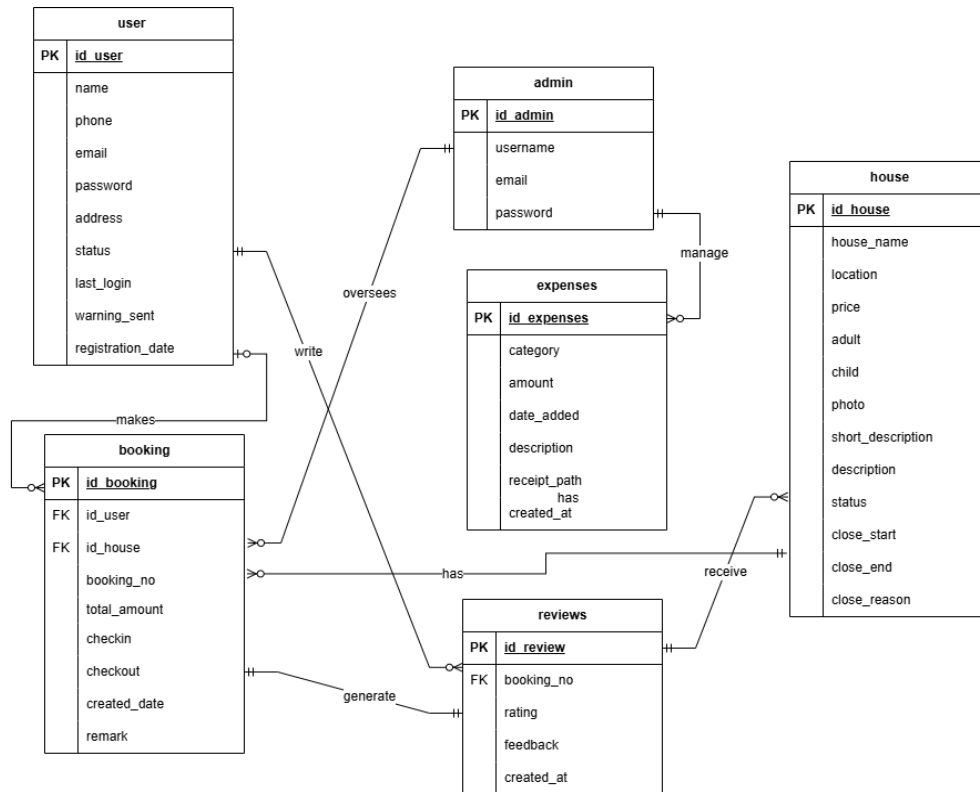 user
PK id_user
name
phone
email
password
address
status
last_login
warning_sent
registration_date
admin
PK id_admin
username
email
password
house
PK id_house
house_name
location
price
adult
child
photo
short_description
description
status
close_start
close_end
close_reason
manage
oversees
expenses
PK id_expenses
category
amount
date_added
description
receipt_path
has
created_at
write
makes
booking
PK id_booking
FK id_user
FK id_house
booking_no
total_amount
checkin
checkout
created_date
remark
has
receive
generate
reviews
PK id_review
FK booking_no
rating
feedback
created_at